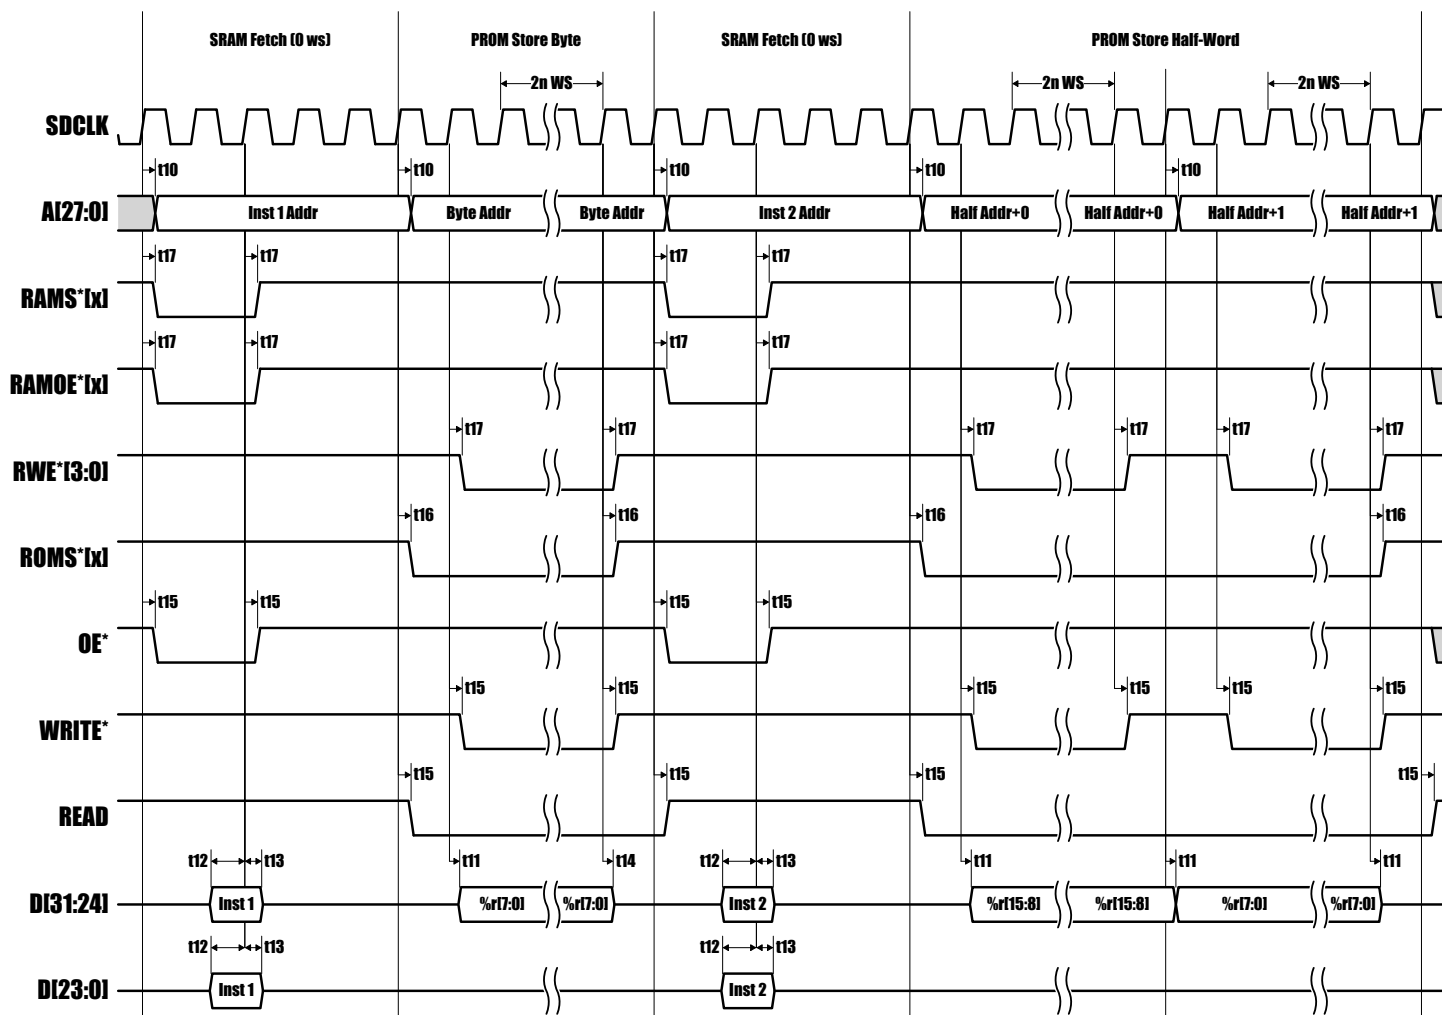 SRAM Fetch (0 ws) PROM Store Byte SRAM Fetch (0 ws) PROM Store Half-Word
2n WS 2n WS 2n WS
SDCLK
t10 t10 t10 t10 t10
A[27:0] Inst 1 Addr Byte Addr Byte Addr Inst 2 Addr Half Addr+0 Half Addr+0 Half Addr+1 Half Addr+1
t17 t17 t17 t17
RAMS*[x]
t17 t17 t17 t17
RAMOE*[x]
t17 t17 t17 t17 t17 t17
RWE*[3:0]
t16 t16 t16 t16
ROMS*[x]
t15 t15 t15 t15
OE*
t15 t15 t15 t15 t15 t15
WRITE*
t15 t15 t15 t15
READ
t12 t13 t11 t14 t12 t13 t11 t11 t11
D[31:24] Inst 1 %r[7:0] %r[7:0] Inst 2 %r[15:8] %r[15:8] %r[7:0] %r[7:0]
t12 t13 t12 t13
D[23:0] Inst 1 Inst 2